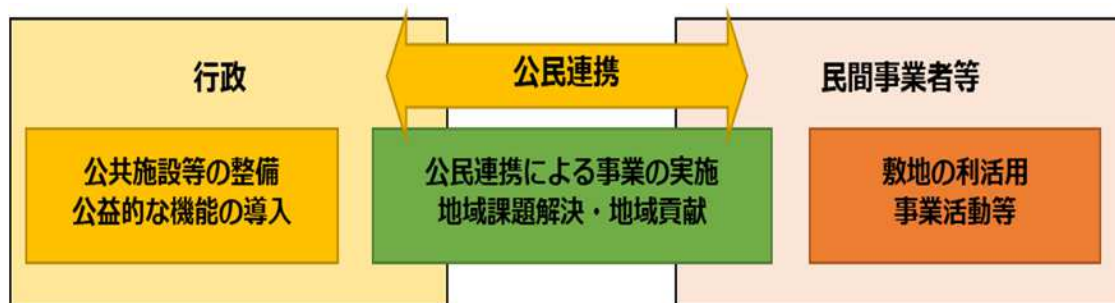 行政
公民連携
民間事業者等
公共施設等の整備
公益的な機能の導入
公民連携による事業の実施
地域課題解決・地域貢献
敷地の利活用
事業活動等